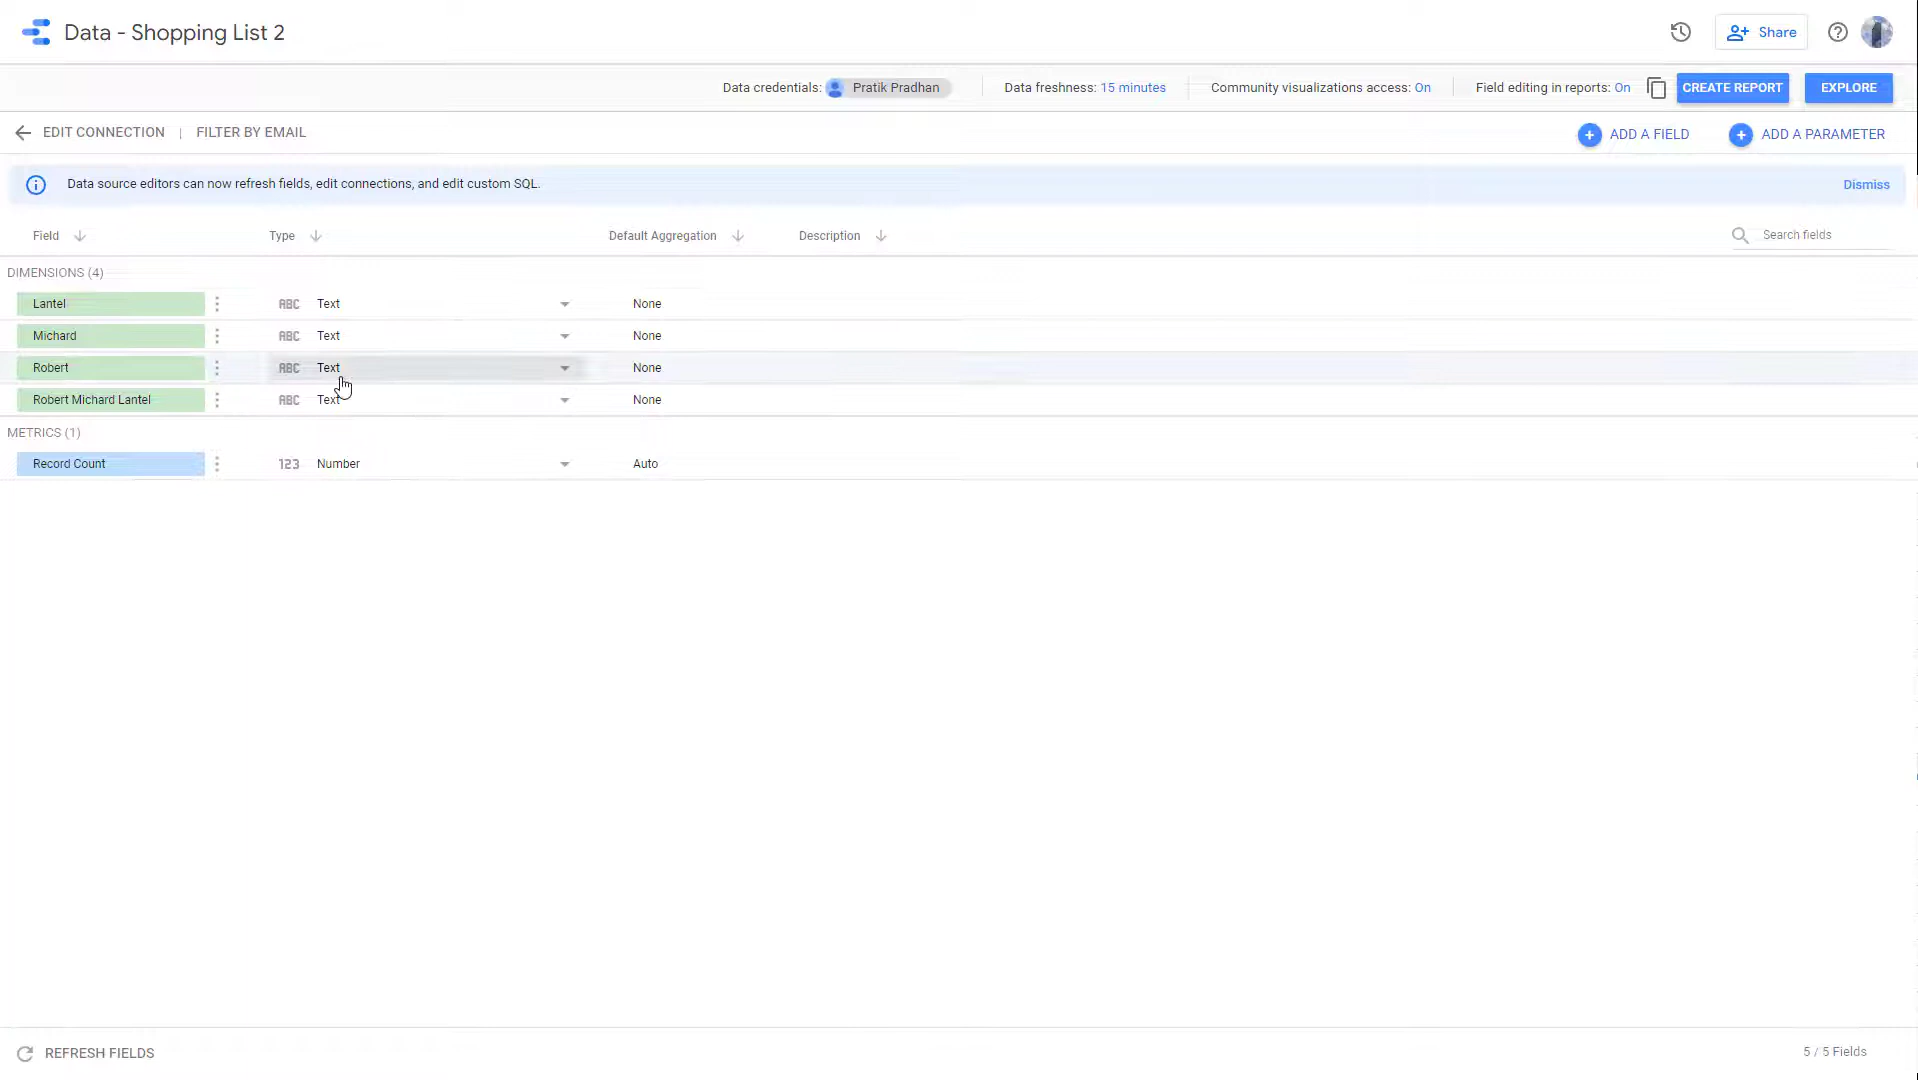 Data - Shopping List 2
Share
Data credentials: Pratik Pradhan
Data freshness: 15 minutes
Community visualizations access: On
Field editing in reports: On
CREATE REPORT
EXPLORE
EDIT CONNECTION | FILTER BY EMAIL
ADD A FIELD
ADD A PARAMETER
Data source editors can now refresh fields, edit connections, and edit custom SQL.
Dismiss
Field Type Default Aggregation Description Search fields
DIMENSIONS (4)
Lantel ABC Text None
Michard ABC Text None
Robert ABC Text None
Robert Michard Lantel ABC Text None
METRICS (1)
Record Count 123 Number Auto
REFRESH FIELDS
5 / 5 Fields